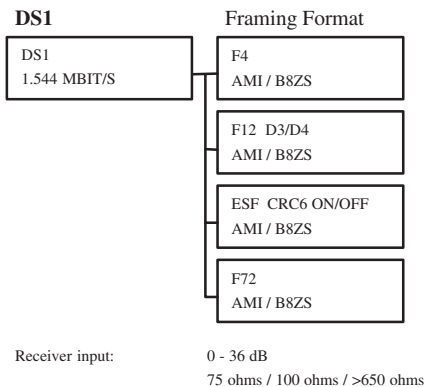 DS1 Framing Format
DS1
1.544 MBIT/S
F4
AMI / B8ZS
F12 D3/D4
AMI / B8ZS
ESF CRC6 ON/OFF
AMI / B8ZS
F72
AMI / B8ZS
Receiver input: 0 - 36 dB
75 ohms / 100 ohms / >650 ohms